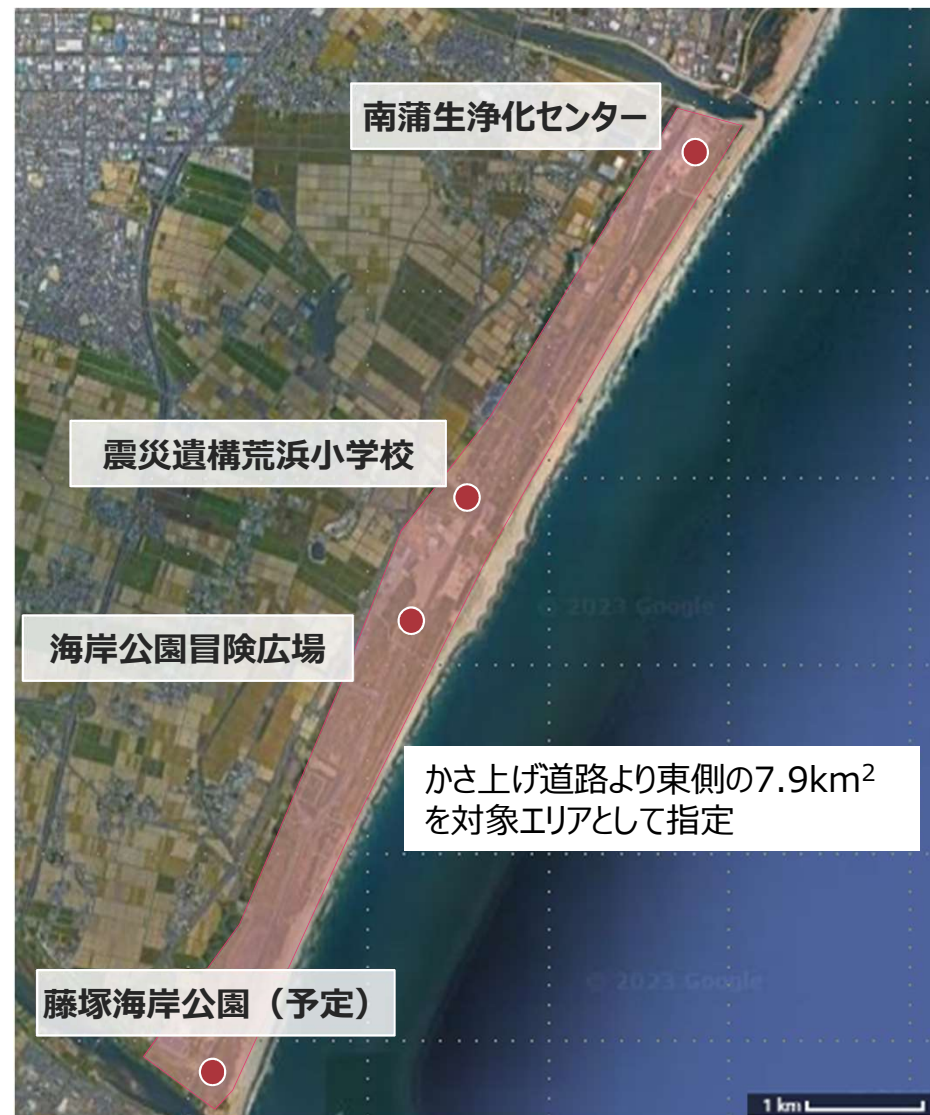 南蒲生浄化センター
震災遺構荒浜小学校
© 2023 Google
海岸公園冒険広場
かさ上げ道路より東側の7.9km²
を対象エリアとして指定
© 2023 Google
藤塚海岸公園（予定）
1 km